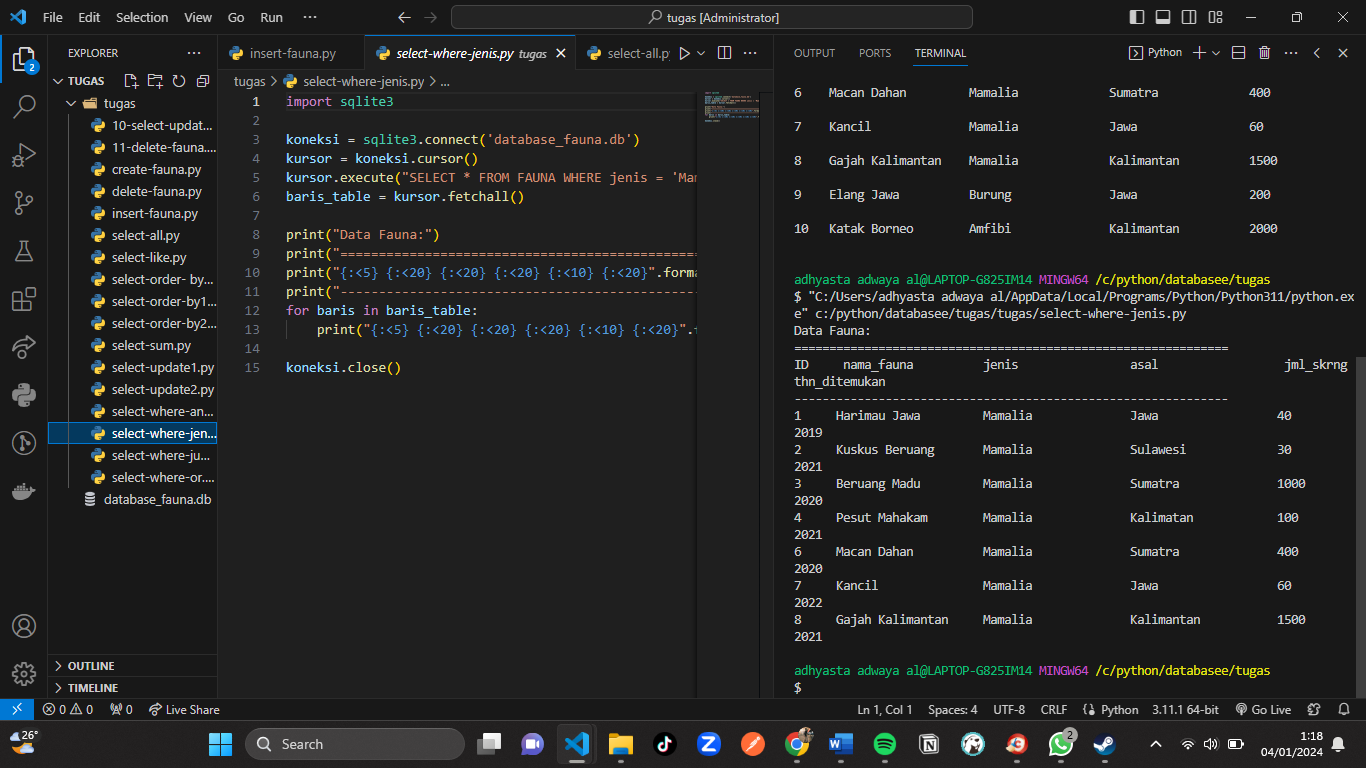 File Edit Selection View Go Run ··· tugas [Administrator]
EXPLORER ···
TUGAS
tugas
10-select-updat...
11-delete-fauna....
create-fauna.py
delete-fauna.py
insert-fauna.py
select-all.py
select-like.py
select-order- by...
select-order-by1...
select-order-by2...
select-sum.py
select-update1.py
select-update2.py
select-where-an...
select-where-jen...
select-where-ju...
select-where-or....
database_fauna.db
OUTLINE
TIMELINE
insert-fauna.py select-where-jenis.py tugas select-all.py ···
tugas > select-where-jenis.py > ...
1 import sqlite3
2
3 koneksi = sqlite3.connect('database_fauna.db')
4 kursor = koneksi.cursor()
5 kursor.execute("SELECT * FROM FAUNA WHERE jenis = 'Mam
6 baris_table = kursor.fetchall()
7
8 print("Data Fauna:")
9 print("==============================================
10 print("{:<5} {:<20} {:<20} {:<20} {:<10} {:<20}".forma
11 print("----------------------------------------------
12 for baris in baris_table:
13 print("{:<5} {:<20} {:<20} {:<20} {:<10} {:<20}".f
14
15 koneksi.close()
OUTPUT PORTS TERMINAL Python ···
6 Macan Dahan Mamalia Sumatra 400
7 Kancil Mamalia Jawa 60
8 Gajah Kalimantan Mamalia Kalimantan 1500
9 Elang Jawa Burung Jawa 200
10 Katak Borneo Amfibi Kalimantan 2000
adhyasta adwaya al@LAPTOP-G825IM14 MINGW64 /c/python/databasee/tugas
$ "C:/Users/adhyasta adwaya al/AppData/Local/Programs/Python/Python311/python.ex
e" c:/python/databasee/tugas/tugas/select-where-jenis.py
Data Fauna:
==============================================================
ID nama_fauna jenis asal jml_skrng
thn_ditemukan
--------------------------------------------------------------
1 Harimau Jawa Mamalia Jawa 40
2019
2 Kuskus Beruang Mamalia Sulawesi 30
2021
3 Beruang Madu Mamalia Sumatra 1000
2020
4 Pesut Mahakam Mamalia Kalimatan 100
2021
6 Macan Dahan Mamalia Sumatra 400
2020
7 Kancil Mamalia Jawa 60
2022
8 Gajah Kalimantan Mamalia Kalimantan 1500
2021
adhyasta adwaya al@LAPTOP-G825IM14 MINGW64 /c/python/databasee/tugas
$
2
0 0 0 Live Share Ln 1, Col 1 Spaces: 4 UTF-8 CRLF Python 3.11.1 64-bit Go Live
26° Search 2 1:18
04/01/2024